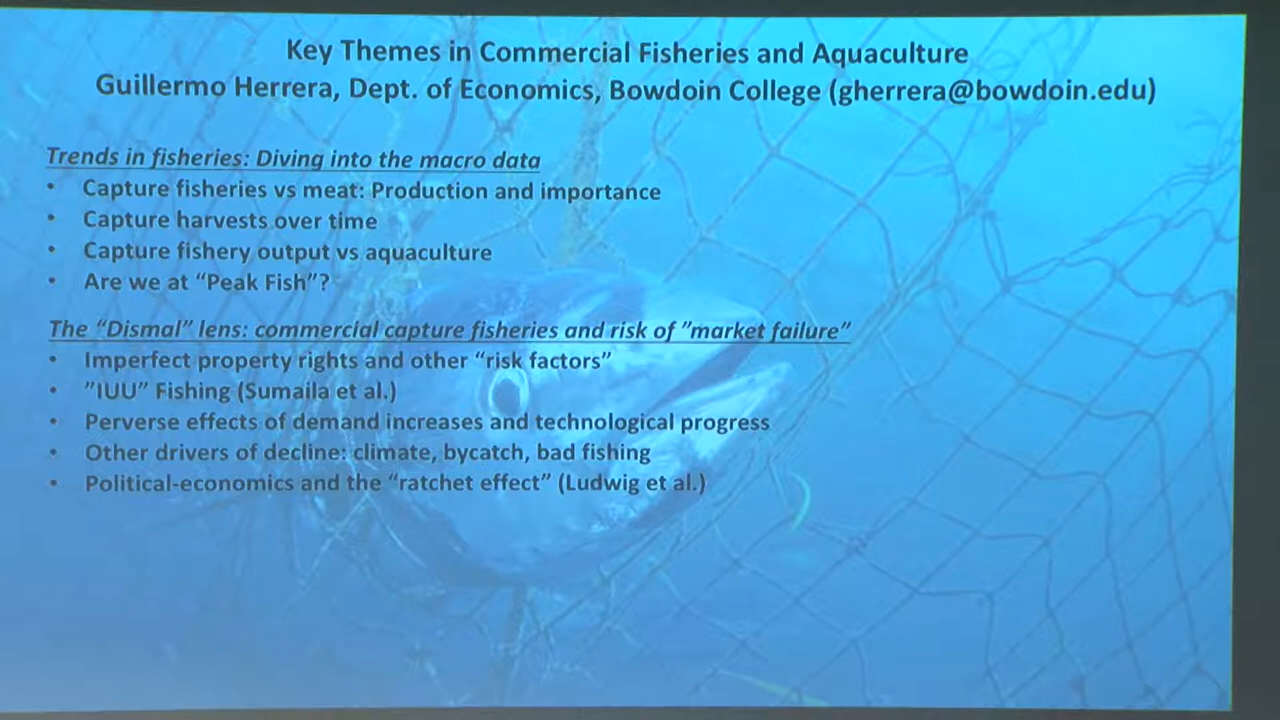 Key Themes in Commercial Fisheries and Aquaculture
Guillermo Herrera, Dept. of Economics, Bowdoin College (gherrera@bowdoin.edu)
Trends in fisheries: Diving into the macro data
• Capture fisheries vs meat: Production and importance
• Capture harvests over time
• Capture fishery output vs aquaculture
• Are we at “Peak Fish”?
The “Dismal” lens: commercial capture fisheries and risk of ”market failure”
• Imperfect property rights and other “risk factors”
• ”IUU” Fishing (Sumaila et al.)
• Perverse effects of demand increases and technological progress
• Other drivers of decline: climate, bycatch, bad fishing
• Political-economics and the “ratchet effect” (Ludwig et al.)